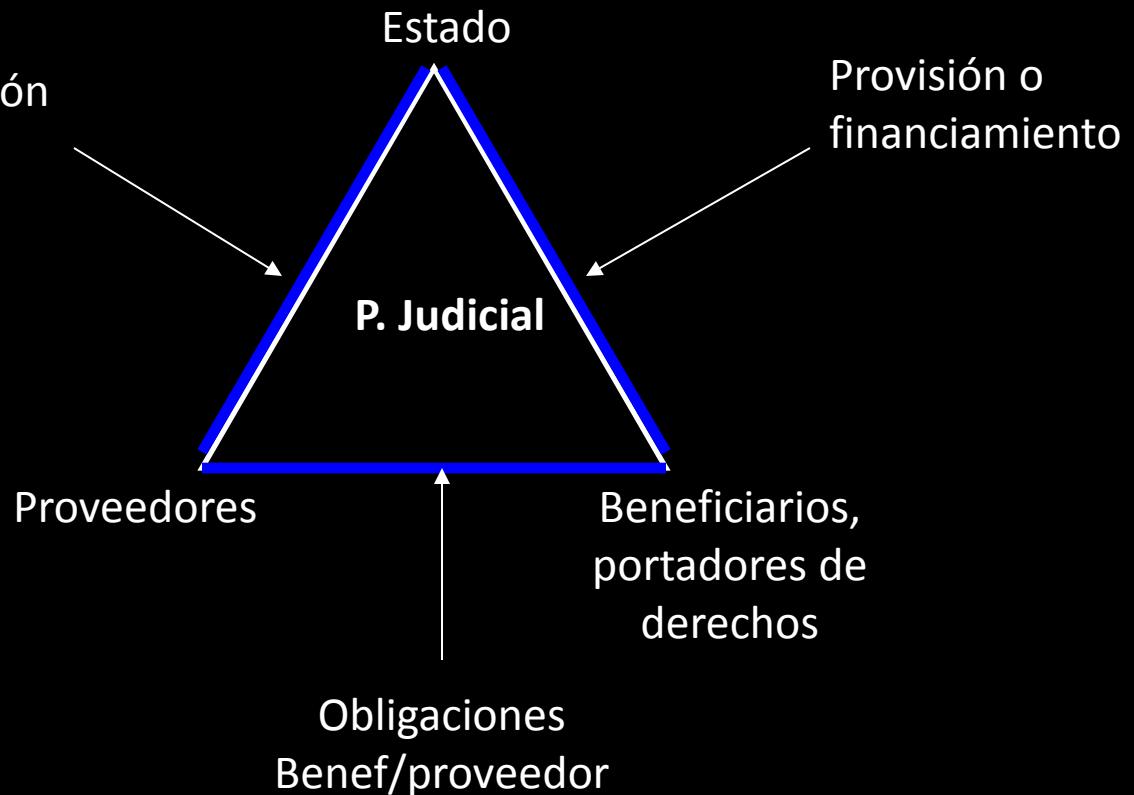 Estado
ón
Provisión o
financiamiento
P. Judicial
Proveedores
Beneficiarios,
portadores de
derechos
Obligaciones
Benef/proveedor